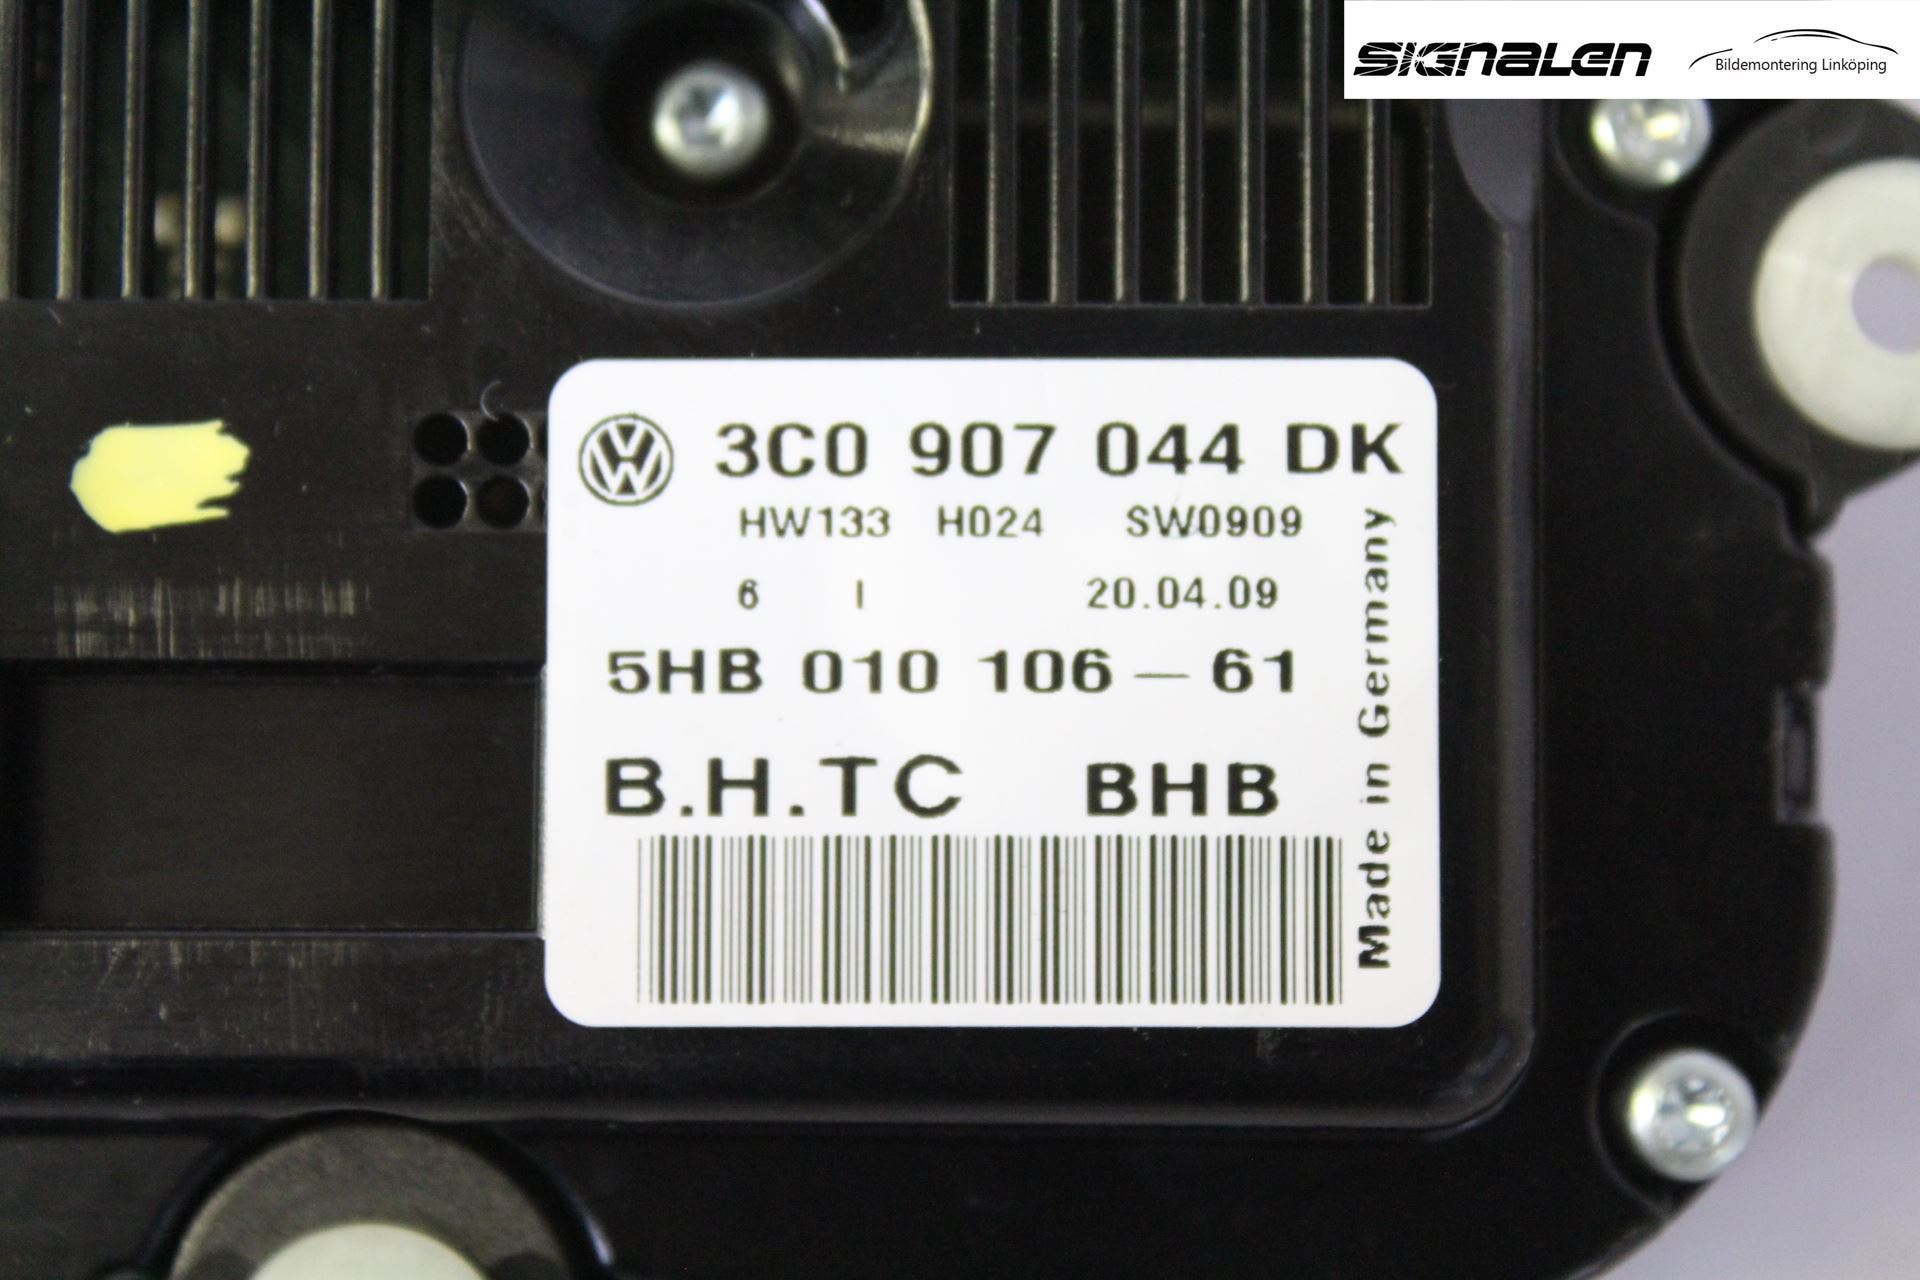 SIGNALEN
Bildemontering Linköping
3C0 907 044 DK
HW133 H024 SW0909
6 I 20.04.09
5HB 010 106 — 61
B.H.TC BHB
Made in Germany